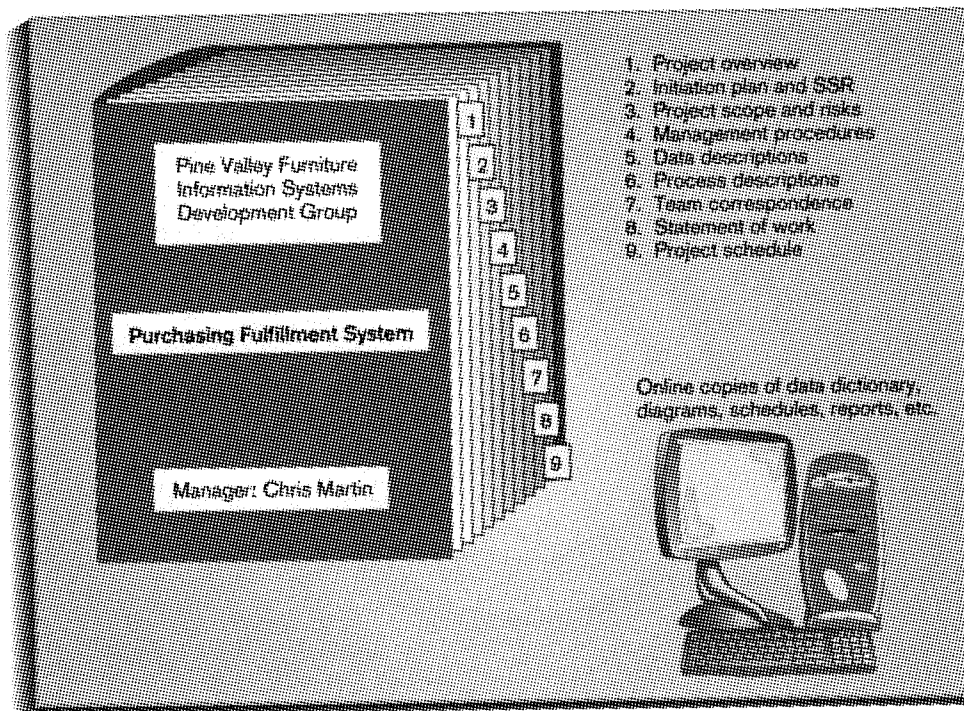 Pine Valley Furniture
Information Systems
Development Group
Purchasing Fulfillment System
Manager: Chris Martin
1
2
3
4
5
6
7
8
9
1. Project overview
2. Initiation plan and SSR
3. Project scope and risks
4. Management procedures
5. Data descriptions
6. Process descriptions
7. Team correspondence
8. Statement of work
9. Project schedule
Online copies of data dictionary,
diagrams, schedules, reports, etc.